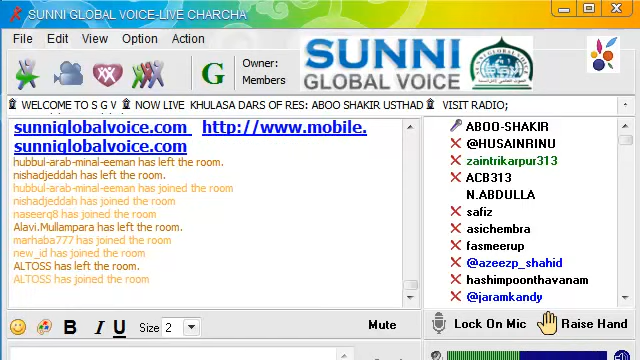 SUNNI GLOBAL VOICE-LIVE CHARCHA
File Edit View Option Action
G
Owner:
Members
SUNNI
GLOBAL VOICE
WELCOME TO S G V NOW LIVE KHULASA DARS OF RES: ABOO SHAKIR USTHAD VISIT RADIO;
sunniglobalvoice.com http://www.mobile.
sunniglobalvoice.com
hubbul-arab-minal-eeman has left the room.
nishadjeddah has left the room.
hubbul-arab-minal-eeman has joined the room
nishadjeddah has joined the room
naseerq8 has joined the room
Alavi.Mullampara has left the room.
marhaba777 has joined the room
new_id has joined the room
ALTOSS has left the room.
ALTOSS has joined the room
ABOO-SHAKIR
@HUSAINRINU
zaintrikarpur313
ACB313
N.ABDULLA
safiz
asichembra
fasmeerup
@azeezp_shahid
hashimpoonthavanam
@jaramkandy
B I U Size 2 Mute
Lock On Mic Raise Hand